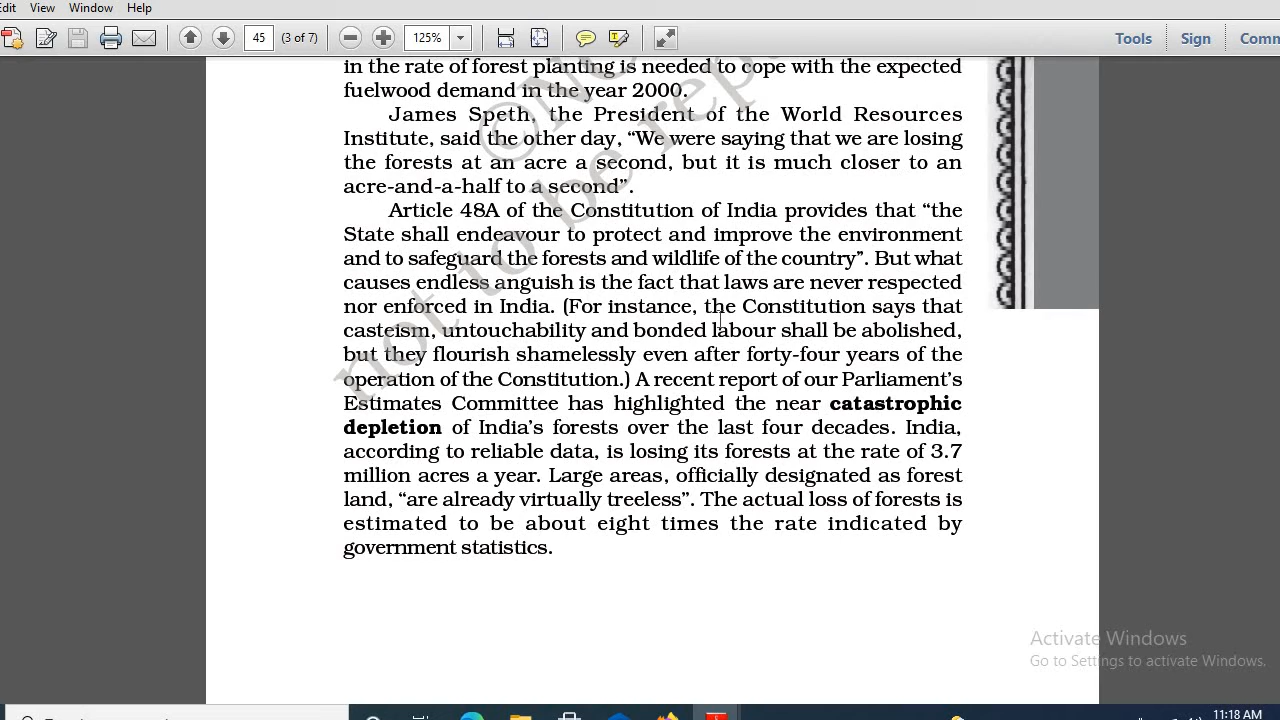 Edit View Window Help
45 (3 of 7) 125% Tools Sign Comm
in the rate of forest planting is needed to cope with the expected
fuelwood demand in the year 2000.
James Speth, the President of the World Resources
Institute, said the other day, “We were saying that we are losing
the forests at an acre a second, but it is much closer to an
acre-and-a-half to a second”.
Article 48A of the Constitution of India provides that “the
State shall endeavour to protect and improve the environment
and to safeguard the forests and wildlife of the country”. But what
causes endless anguish is the fact that laws are never respected
nor enforced in India. (For instance, the Constitution says that
casteism, untouchability and bonded labour shall be abolished,
but they flourish shamelessly even after forty-four years of the
operation of the Constitution.) A recent report of our Parliament’s
Estimates Committee has highlighted the near catastrophic
depletion of India’s forests over the last four decades. India,
according to reliable data, is losing its forests at the rate of 3.7
million acres a year. Large areas, officially designated as forest
land, “are already virtually treeless”. The actual loss of forests is
estimated to be about eight times the rate indicated by
government statistics.
©NC
not to be rep
Activate Windows
Go to Settings to activate Windows.
11:18 AM